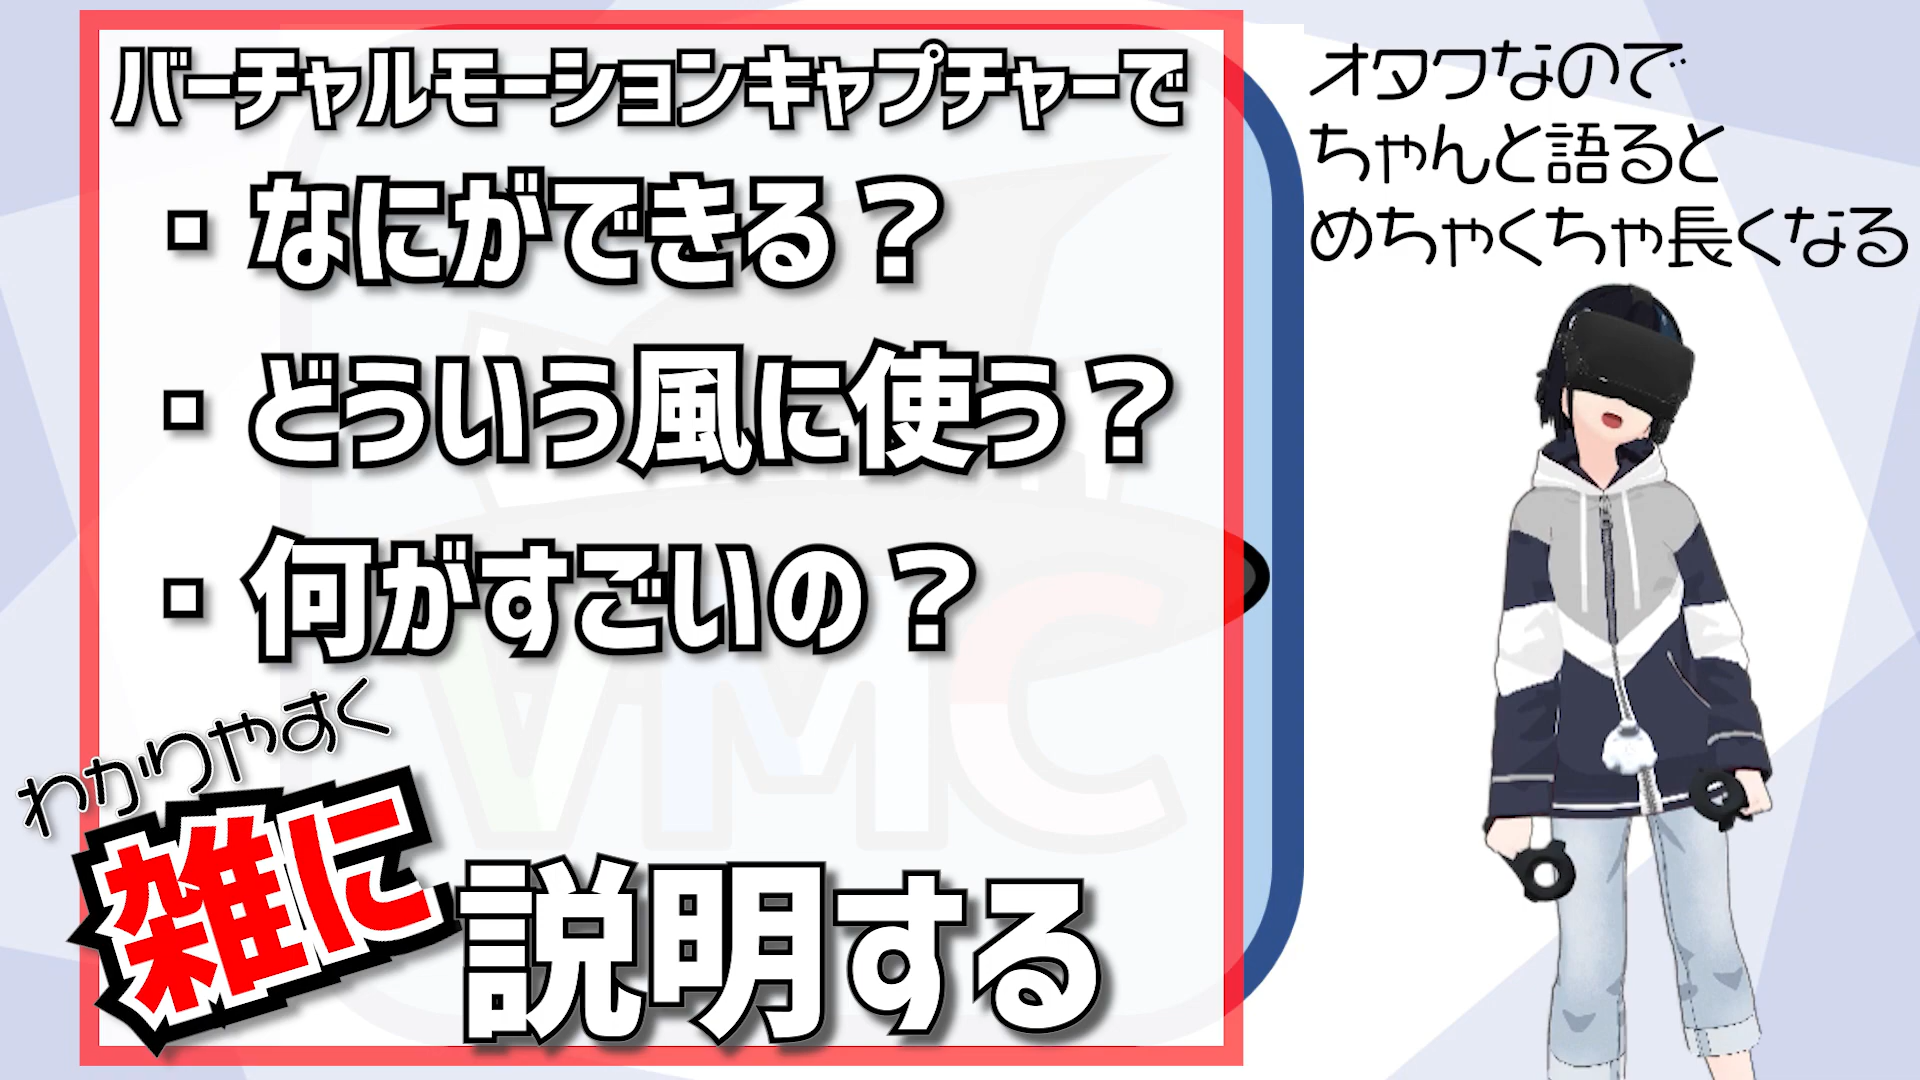 バーチャルモーションキャプチャーで
・なにができる?
・どういう風に使う?
・何がすごいの?
わかりやすく
雑に
説明する
オタクなので
ちゃんと語ると
めちゃくちゃ長くなる
VMC